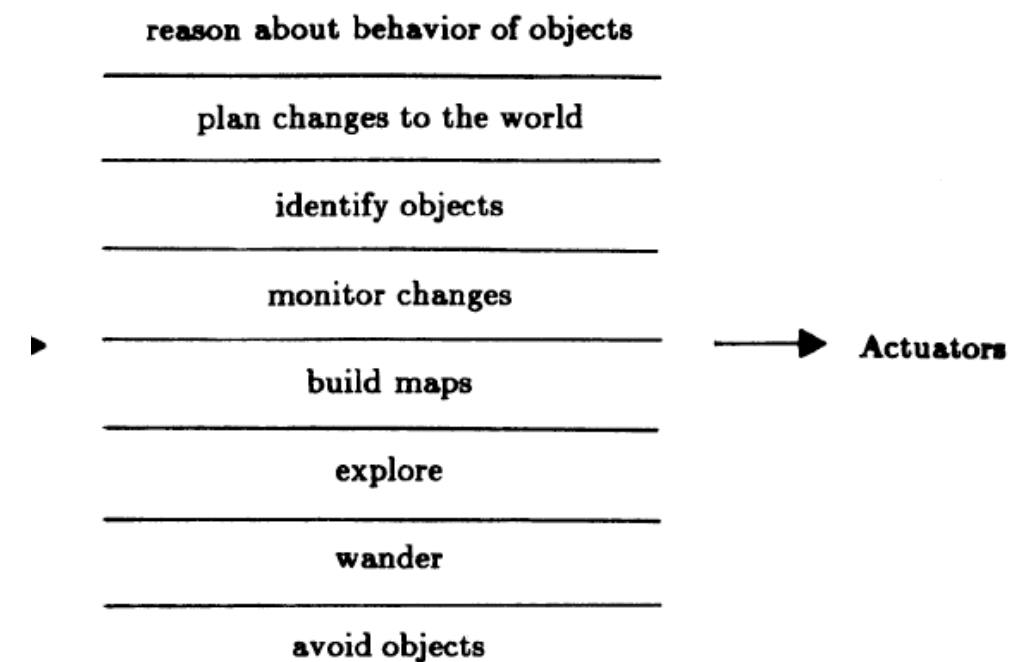 reason about behavior of objects
plan changes to the world
identify objects
monitor changes
build maps
Actuators
explore
wander
avoid objects